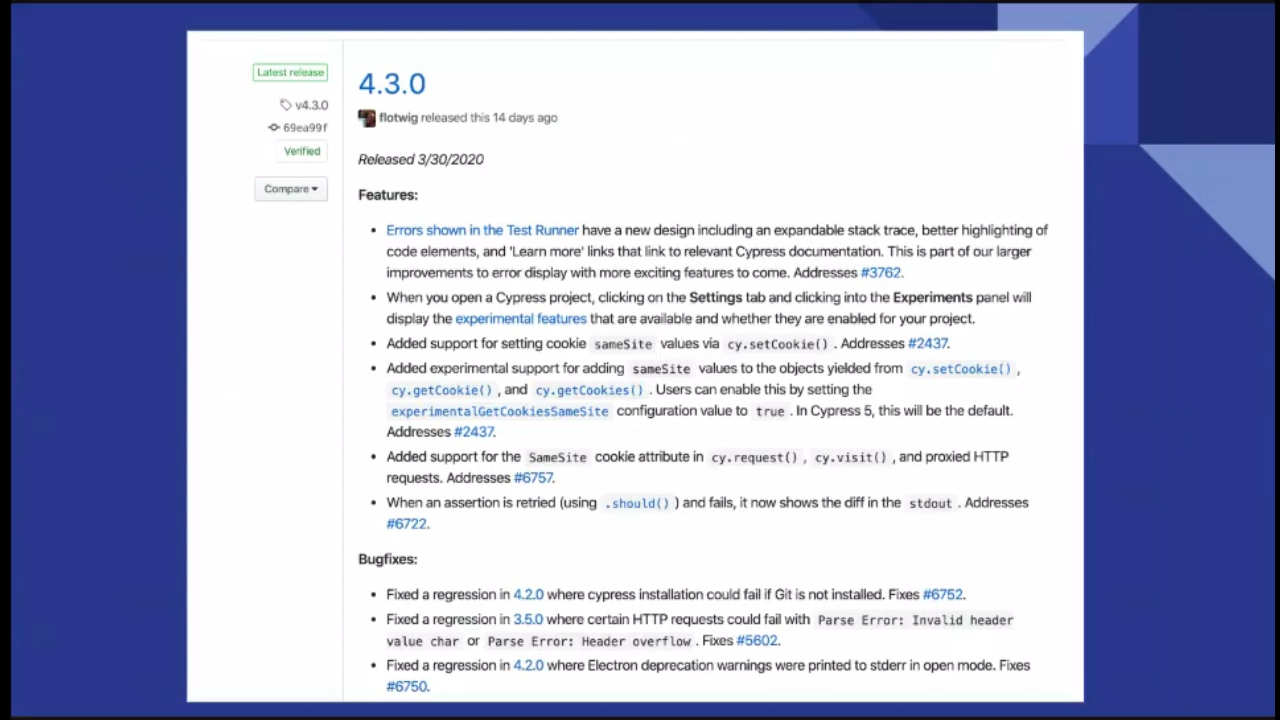 Latest release
v4.3.0
69ea99f
Verified
Compare
4.3.0
flotwig released this 14 days ago
Released 3/30/2020
Features:
• Errors shown in the Test Runner have a new design including an expandable stack trace, better highlighting of
code elements, and 'Learn more' links that link to relevant Cypress documentation. This is part of our larger
improvements to error display with more exciting features to come. Addresses #3762.
• When you open a Cypress project, clicking on the Settings tab and clicking into the Experiments panel will
display the experimental features that are available and whether they are enabled for your project.
• Added support for setting cookie sameSite values via cy.setCookie() . Addresses #2437.
• Added experimental support for adding sameSite values to the objects yielded from cy.setCookie() ,
cy.getCookie() , and cy.getCookies() . Users can enable this by setting the
experimentalGetCookiesSameSite configuration value to true . In Cypress 5, this will be the default.
Addresses #2437.
• Added support for the SameSite cookie attribute in cy.request() , cy.visit() , and proxied HTTP
requests. Addresses #6757.
• When an assertion is retried (using .should() ) and fails, it now shows the diff in the stdout . Addresses
#6722.
Bugfixes:
• Fixed a regression in 4.2.0 where cypress installation could fail if Git is not installed. Fixes #6752.
• Fixed a regression in 3.5.0 where certain HTTP requests could fail with Parse Error: Invalid header
value char or Parse Error: Header overflow . Fixes #5602.
• Fixed a regression in 4.2.0 where Electron deprecation warnings were printed to stderr in open mode. Fixes
#6750.